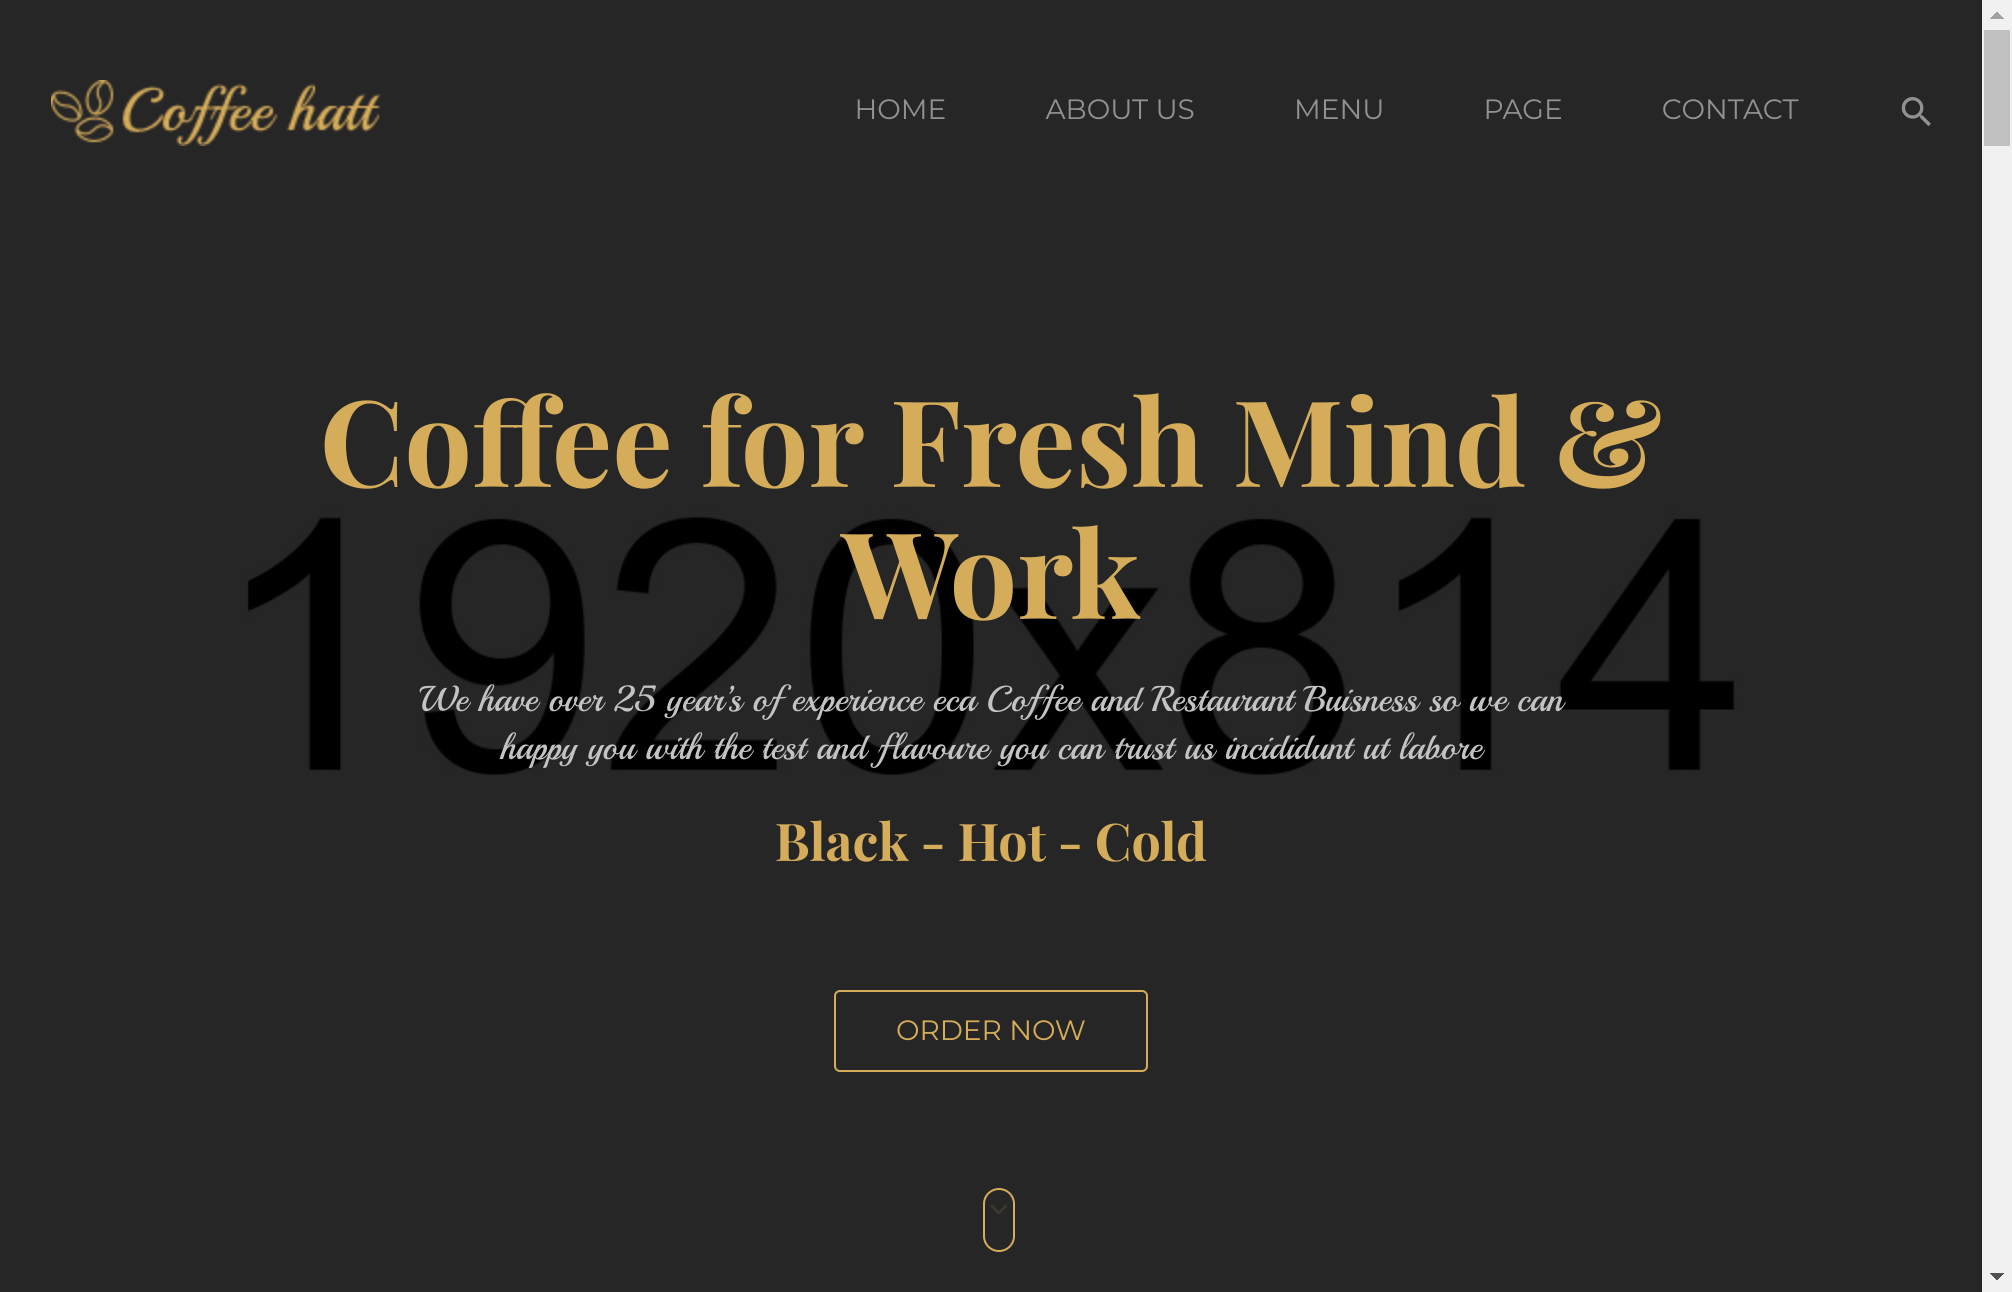 Coffee hatt
HOME ABOUT US MENU PAGE CONTACT
Coffee for Fresh Mind &
Work
1920x814
We have over 25 year's of experience eca Coffee and Restaurant Buisness so we can
happy you with the test and flavoure you can trust us incididunt ut labore
Black - Hot - Cold
ORDER NOW